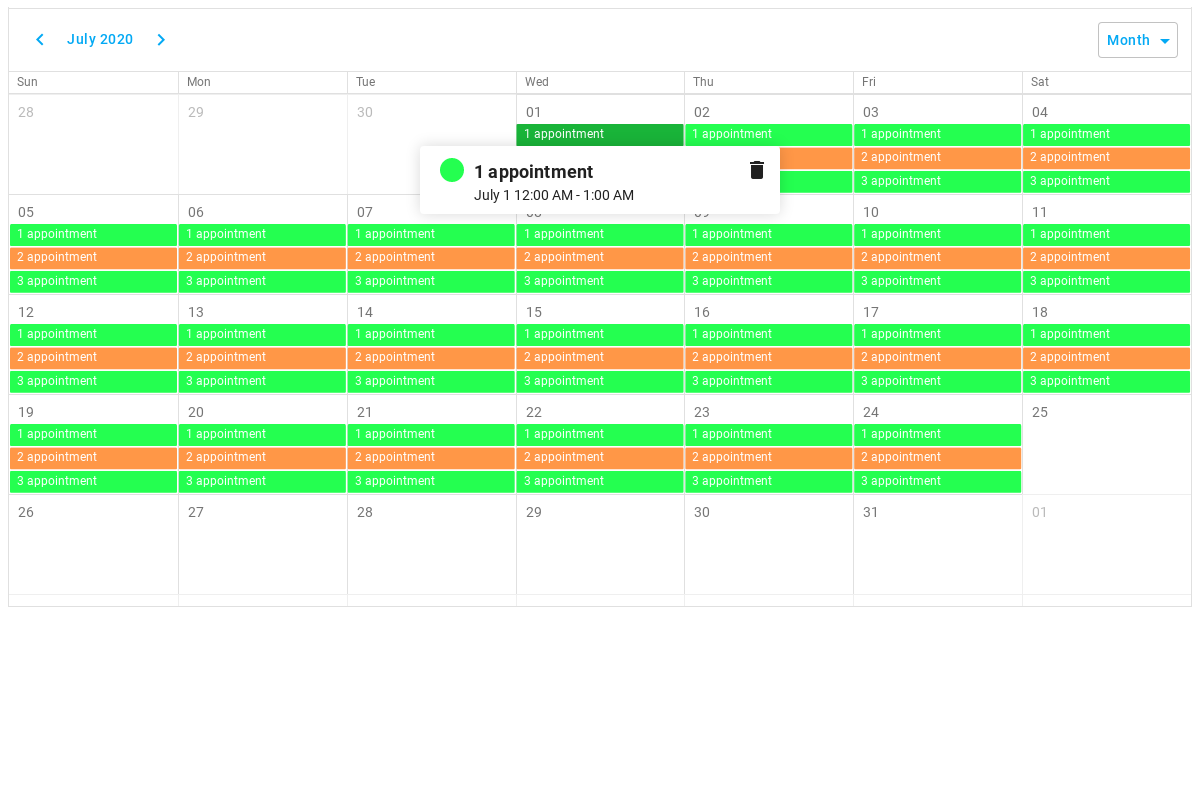 July 2020
Month
Sun Mon Tue Wed Thu Fri Sat
28 29 30 01 02 03 04
1 appointment 1 appointment 1 appointment 1 appointment
2 appointment 2 appointment
1 appointment
3 appointment 3 appointment
July 1 12:00 AM - 1:00 AM
05 06 07 10 11
1 appointment 1 appointment 1 appointment 1 appointment 1 appointment 1 appointment 1 appointment
2 appointment 2 appointment 2 appointment 2 appointment 2 appointment 2 appointment 2 appointment
3 appointment 3 appointment 3 appointment 3 appointment 3 appointment 3 appointment 3 appointment
12 13 14 15 16 17 18
1 appointment 1 appointment 1 appointment 1 appointment 1 appointment 1 appointment 1 appointment
2 appointment 2 appointment 2 appointment 2 appointment 2 appointment 2 appointment 2 appointment
3 appointment 3 appointment 3 appointment 3 appointment 3 appointment 3 appointment 3 appointment
19 20 21 22 23 24 25
1 appointment 1 appointment 1 appointment 1 appointment 1 appointment 1 appointment
2 appointment 2 appointment 2 appointment 2 appointment 2 appointment 2 appointment
3 appointment 3 appointment 3 appointment 3 appointment 3 appointment 3 appointment
26 27 28 29 30 31 01